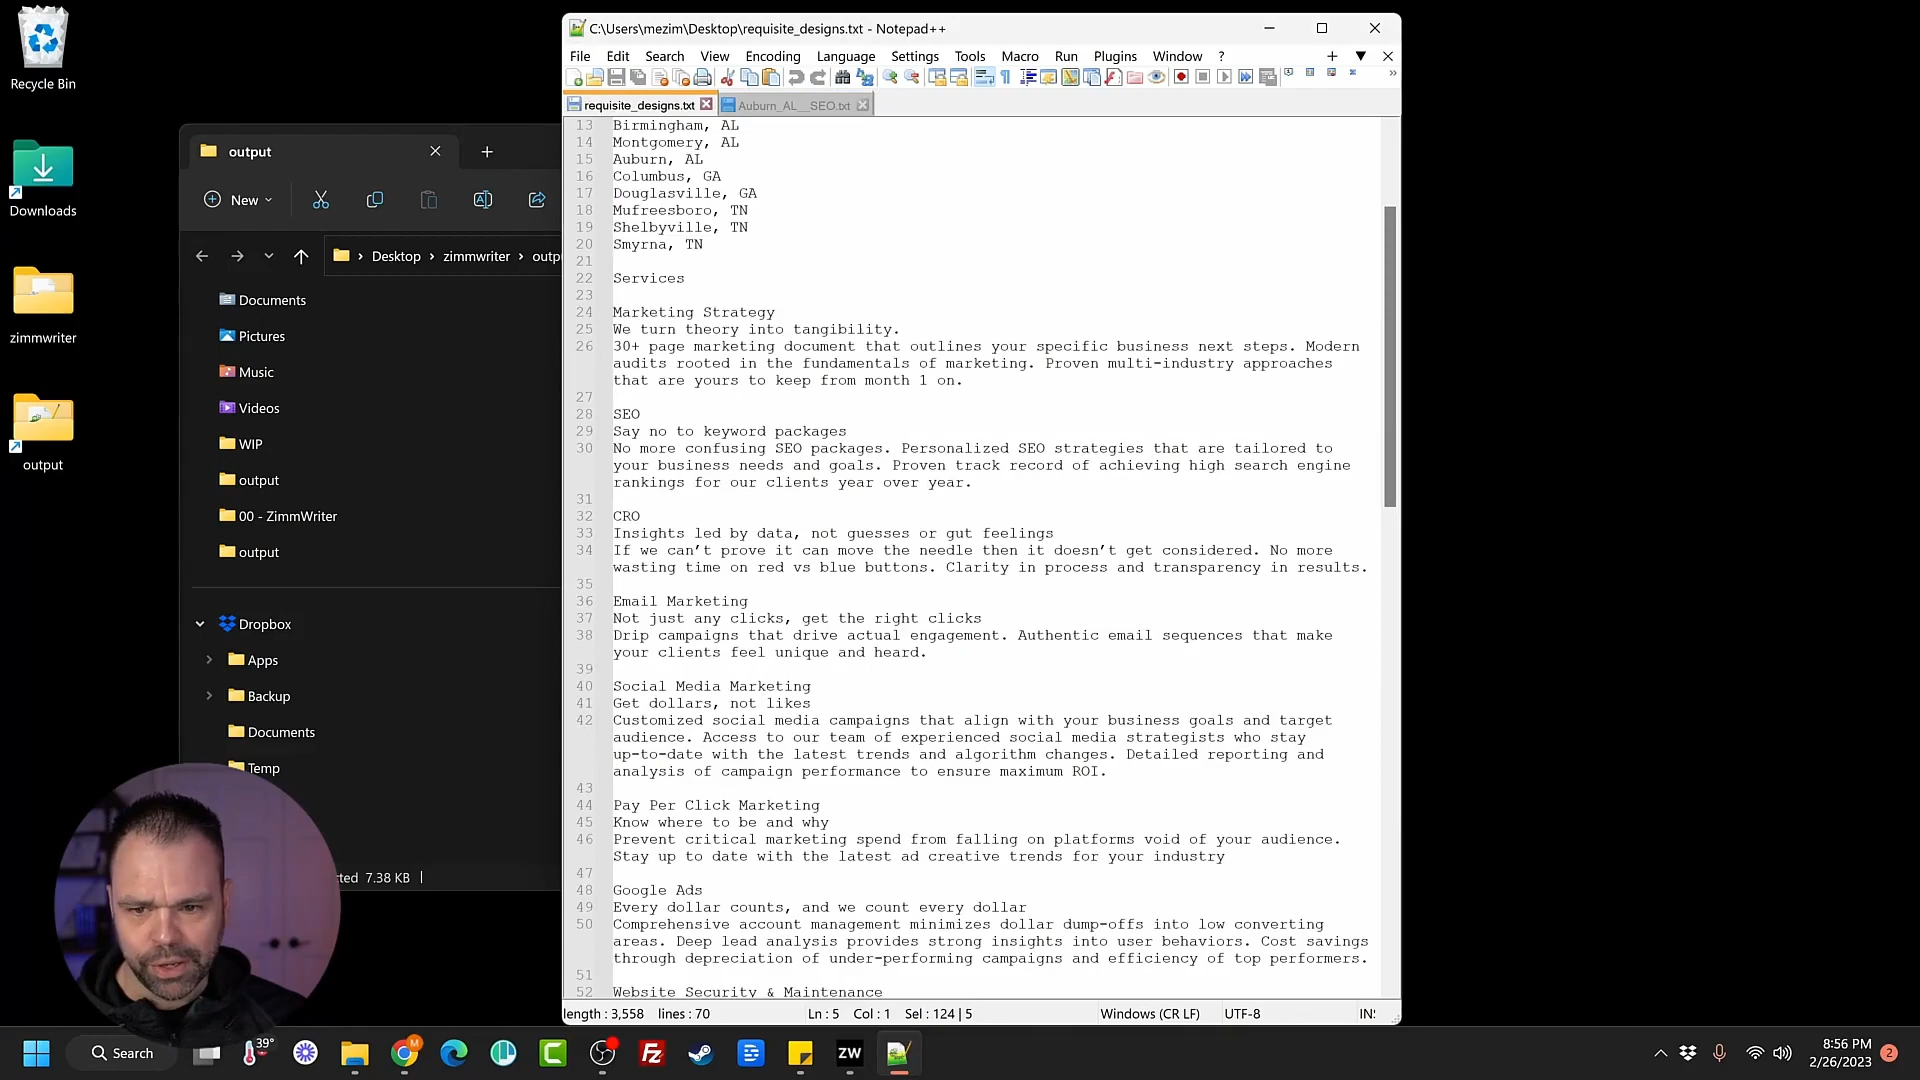 Recycle Bin
Downloads
zimmwriter
output
output
New
Desktop > zimmwriter > outp
Documents
Pictures
Music
Videos
WIP
output
00 - ZimmWriter
output
Dropbox
Apps
Backup
Documents
Temp
cted 7.38 KB
C:\Users\mezim\Desktop\requisite_designs.txt - Notepad++
File Edit Search View Encoding Language Settings Tools Macro Run Plugins Window ?
requisite_designs.txt Auburn_AL__SEO.txt
13 Birmingham, AL
14 Montgomery, AL
15 Auburn, AL
16 Columbus, GA
17 Douglasville, GA
18 Mufreesboro, TN
19 Shelbyville, TN
20 Smyrna, TN
21
22 Services
23
24 Marketing Strategy
25 We turn theory into tangibility.
26 30+ page marketing document that outlines your specific business next steps. Modern
audits rooted in the fundamentals of marketing. Proven multi-industry approaches
that are yours to keep from month 1 on.
27
28 SEO
29 Say no to keyword packages
30 No more confusing SEO packages. Personalized SEO strategies that are tailored to
your business needs and goals. Proven track record of achieving high search engine
rankings for our clients year over year.
31
32 CRO
33 Insights led by data, not guesses or gut feelings
34 If we can’t prove it can move the needle then it doesn’t get considered. No more
wasting time on red vs blue buttons. Clarity in process and transparency in results.
35
36 Email Marketing
37 Not just any clicks, get the right clicks
38 Drip campaigns that drive actual engagement. Authentic email sequences that make
your clients feel unique and heard.
39
40 Social Media Marketing
41 Get dollars, not likes
42 Customized social media campaigns that align with your business goals and target
audience. Access to our team of experienced social media strategists who stay
up-to-date with the latest trends and algorithm changes. Detailed reporting and
analysis of campaign performance to ensure maximum ROI.
43
44 Pay Per Click Marketing
45 Know where to be and why
46 Prevent critical marketing spend from falling on platforms void of your audience.
Stay up to date with the latest ad creative trends for your industry
47
48 Google Ads
49 Every dollar counts, and we count every dollar
50 Comprehensive account management minimizes dollar dump-offs into low converting
areas. Deep lead analysis provides strong insights into user behaviors. Cost savings
through depreciation of under-performing campaigns and efficiency of top performers.
51
52 Website Security & Maintenance
length : 3,558 lines : 70 Ln : 5 Col : 1 Sel : 124 | 5 Windows (CR LF) UTF-8 IN
Search
39°
M
ZW
8:56 PM
2/26/2023
2